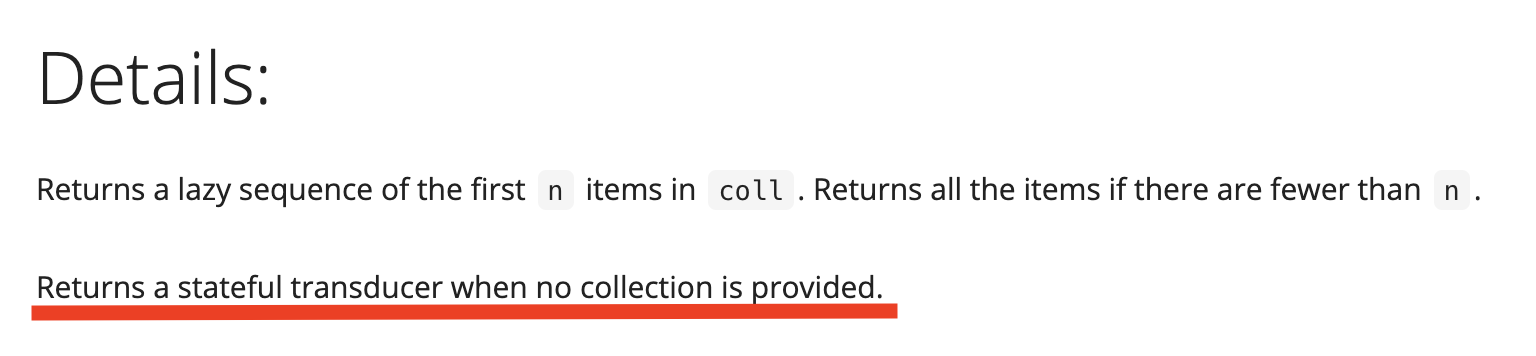 Details:
Returns a lazy sequence of the first n items in coll. Returns all the items if there are fewer than n.
Returns a stateful transducer when no collection is provided.